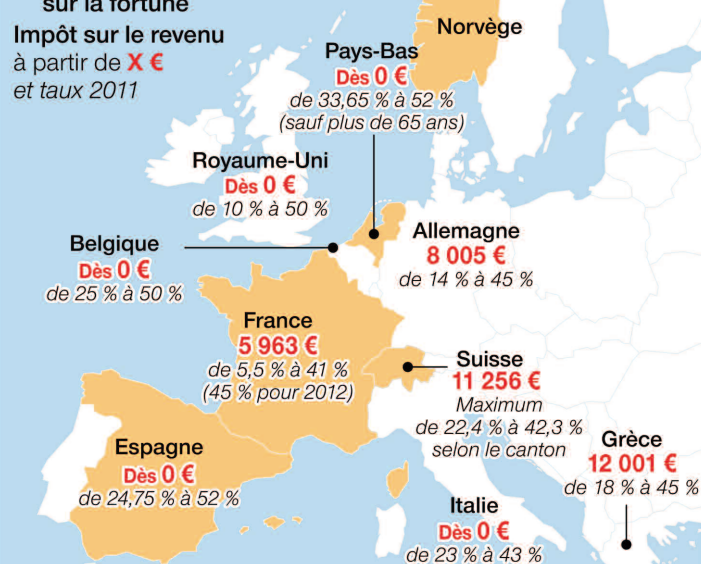 sur la fortune
Impôt sur le revenu
à partir de X €
et taux 2011
Norvège
Pays-Bas
Dès 0 €
de 33,65 % à 52 %
(sauf plus de 65 ans)
Royaume-Uni
Dès 0 €
de 10 % à 50 %
Belgique
Dès 0 €
de 25 % à 50 %
Allemagne
8 005 €
de 14 % à 45 %
France
5 963 €
de 5,5 % à 41 %
(45 % pour 2012)
Suisse
11 256 €
Maximum
de 22,4 % à 42,3 %
selon le canton
Grèce
12 001 €
de 18 % à 45 %
Espagne
Dès 0 €
de 24,75 % à 52 %
Italie
Dès 0 €
de 23 % à 43 %